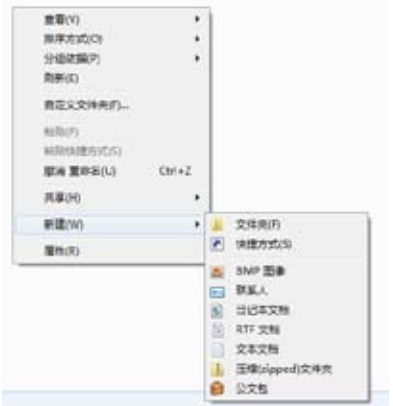 查看(V)
排序方式(O)
分组依据(P)
刷新(E)
自定义文件夹(F)...
粘贴(P)
粘贴快捷方式(S)
撤消 重命名(U) Ctrl+Z
共享(H)
新建(W)
属性(R)
文件夹(F)
快捷方式(S)
BMP 图像
联系人
日记本文档
RTF 文档
文本文档
压缩(zipped)文件夹
公文包